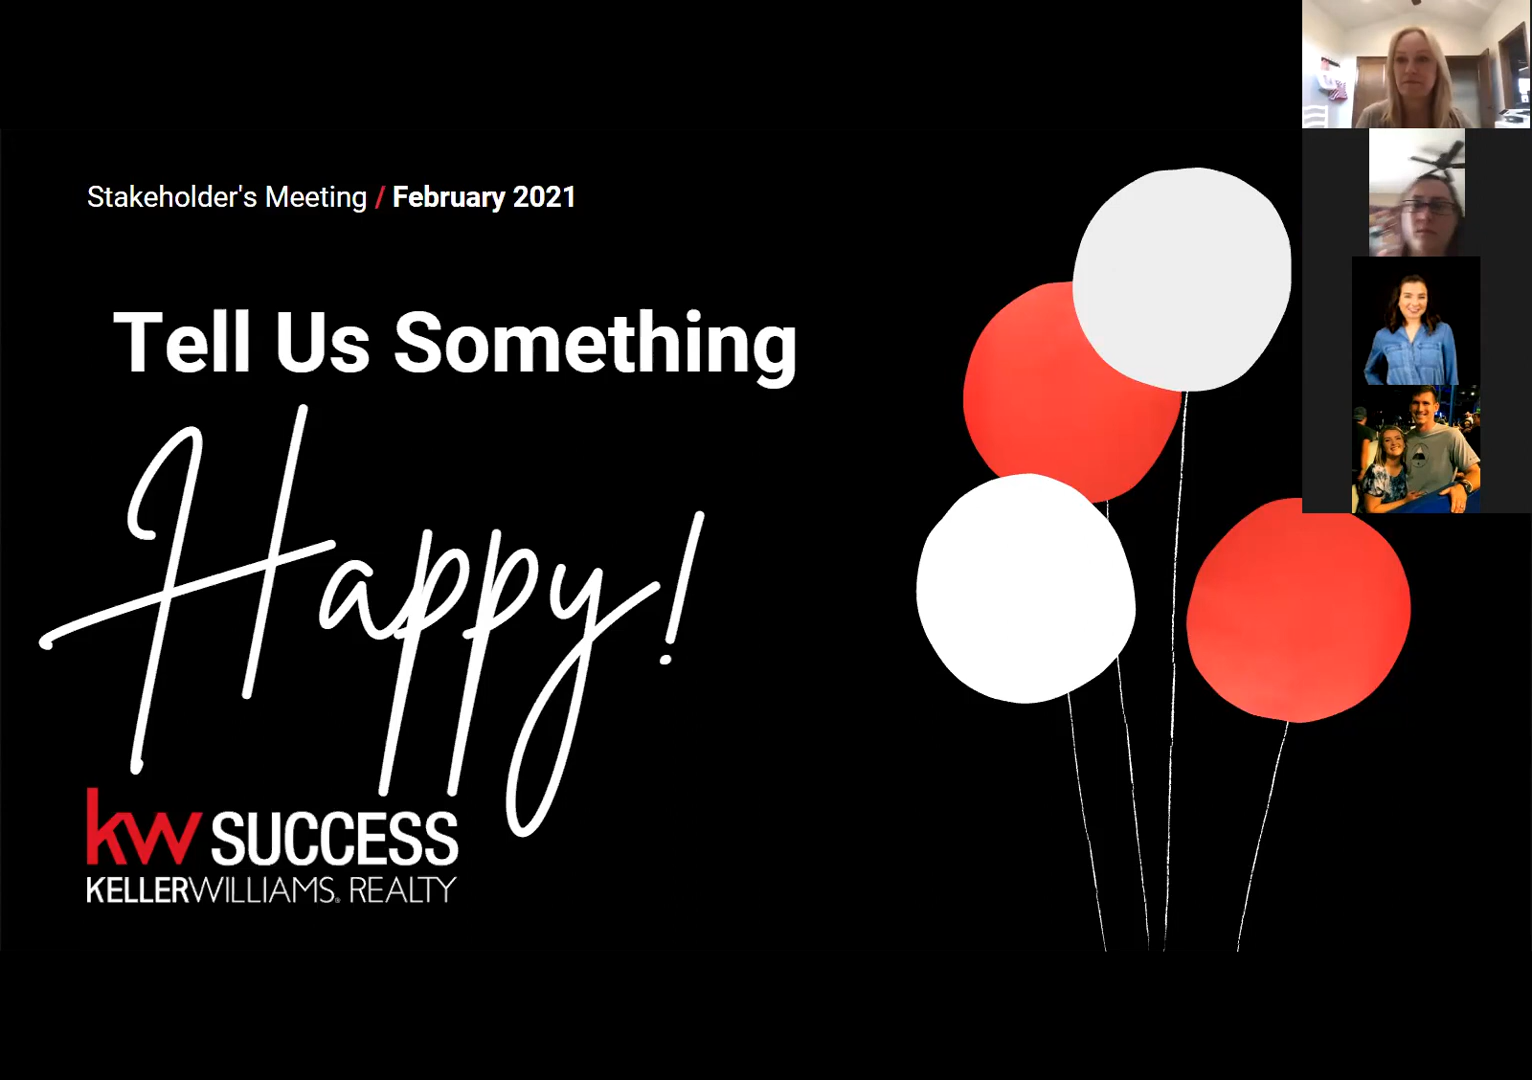 Stakeholder's Meeting / February 2021
Tell Us Something
Happy!
kw SUCCESS
KELLERWILLIAMS. REALTY